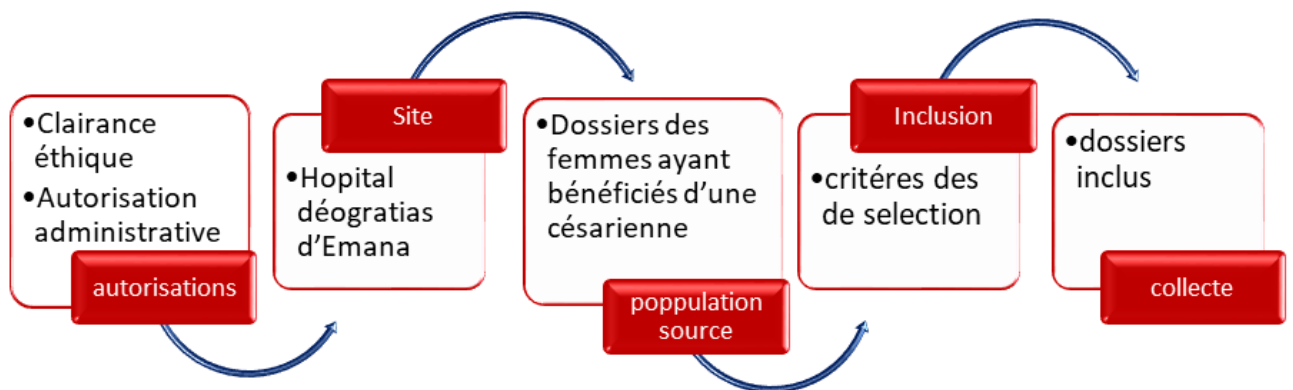 •Clairance
éthique
•Autorisation
administrative
autorisations
Site
•Hopital
déogratias
d'Emana
•Dossiers des
femmes ayant
bénéficiés d'une
césarienne
poppulation
source
Inclusion
•critéres des
de selection
•dossiers
inclus
collecte